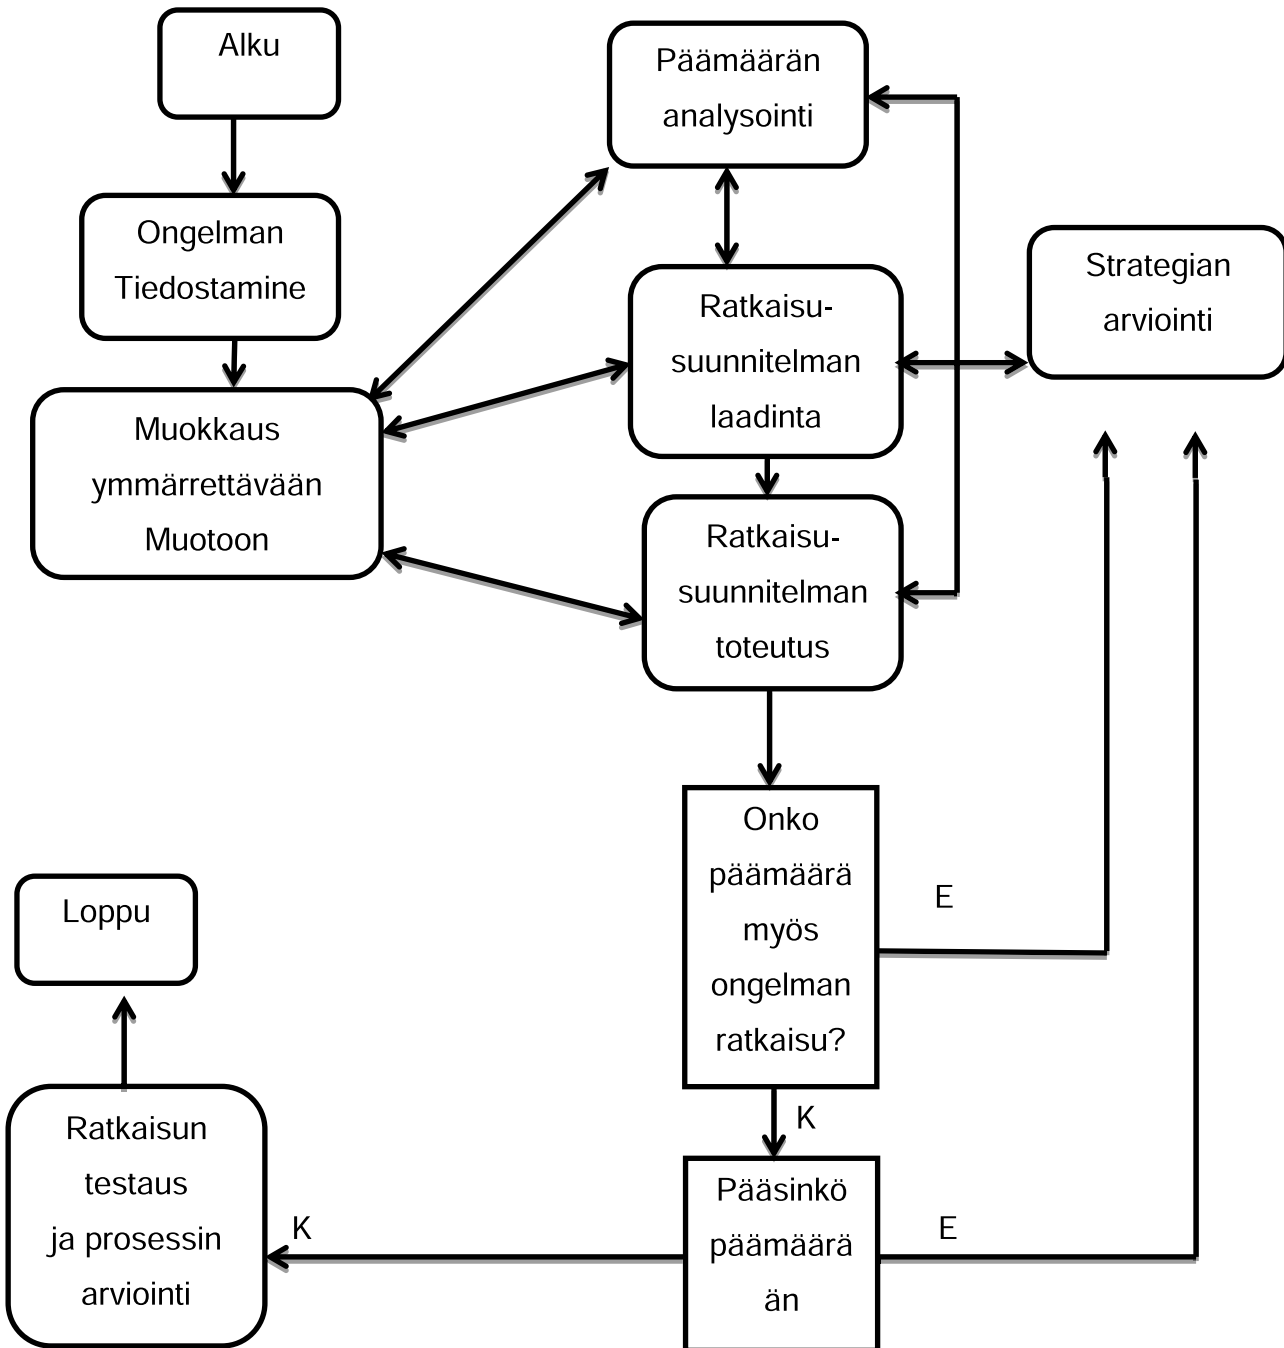 Alku
Ongelman
Tiedostamine
Muokkaus
ymmärrettävään
Muotoon
Päämäärän
analysointi
Ratkaisu-
suunnitelman
laadinta
Ratkaisu-
suunnitelman
toteutus
Strategian
arviointi
Onko
päämäärä
myös
ongelman
ratkaisu?
E
K
Pääsinkö
päämäärä
än
E
K
Ratkaisun
testaus
ja prosessin
arviointi
Loppu